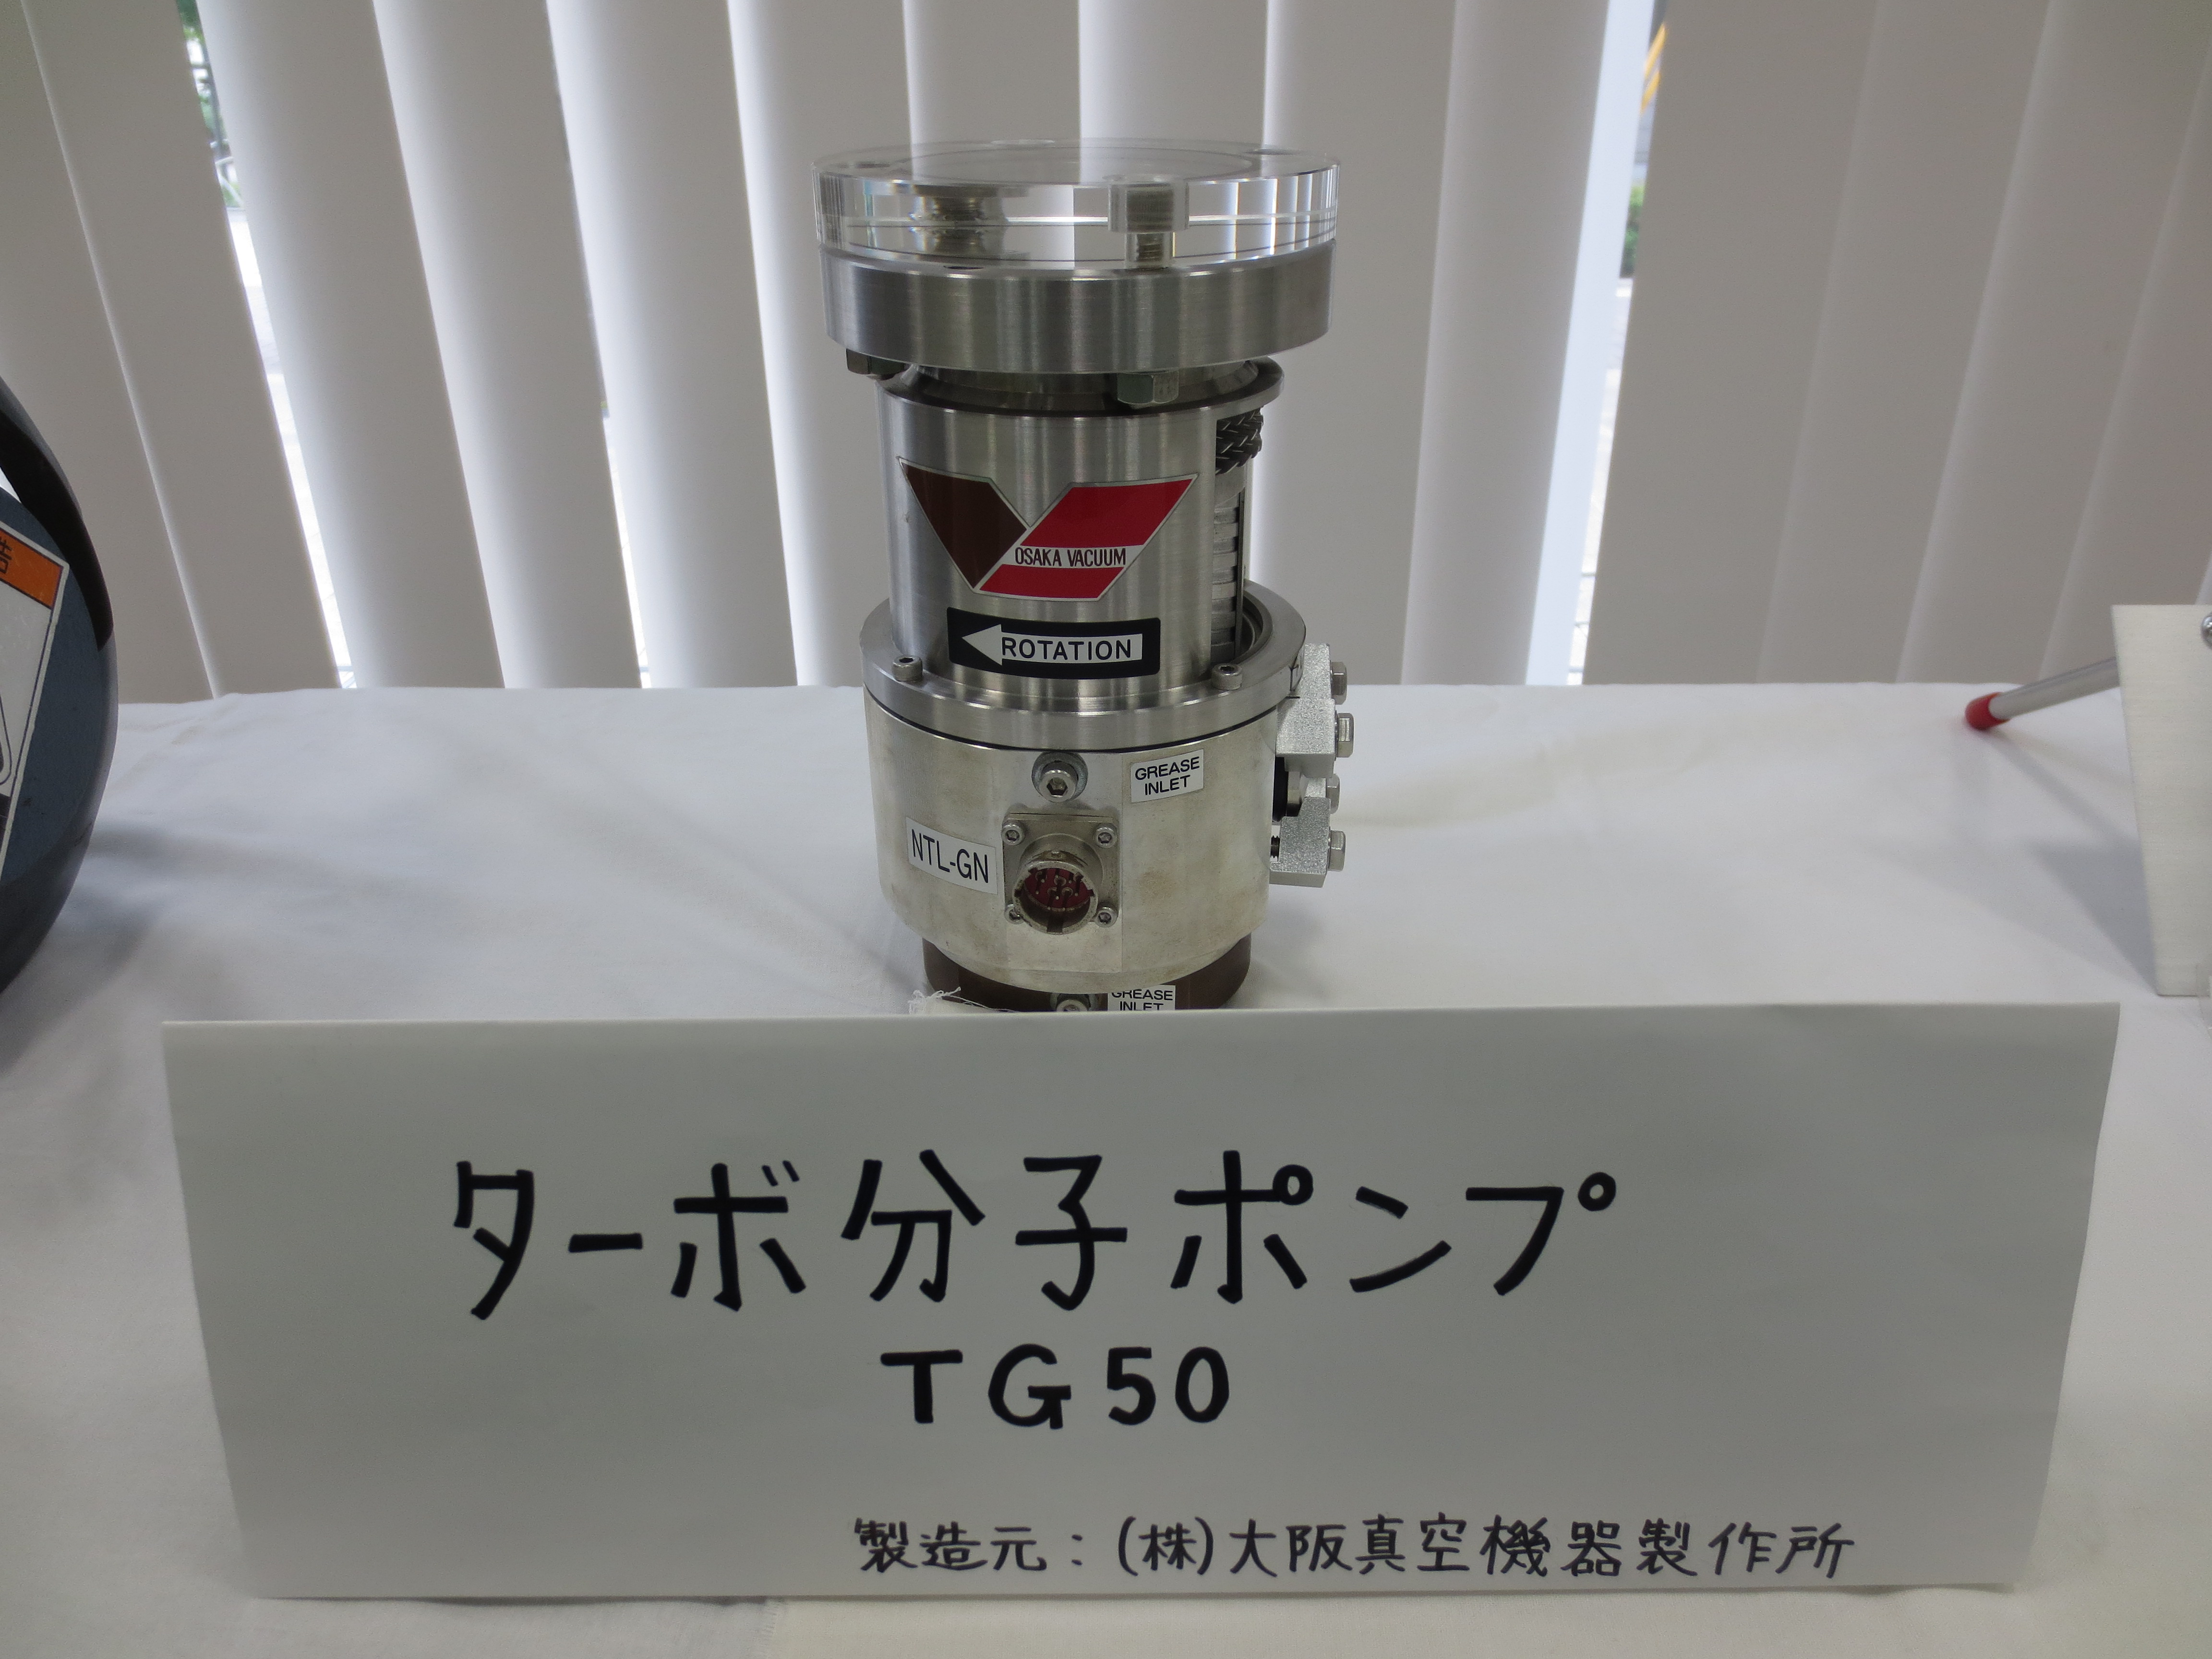 OSAKA VACUUM
ROTATION
GREASE
INLET
NTL-GN
GREASE
INLET
ターボ分子ポンプ
TG50
製造元：(株)大阪真空機器製作所